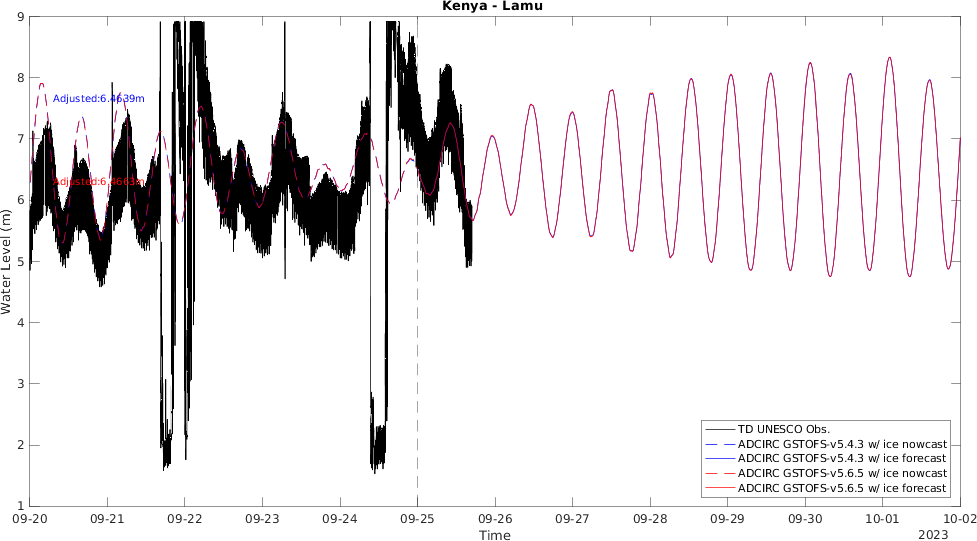 Kenya - Lamu
9
8
7
6
5
4
3
2
1
Water Level (m)
Adjusted:6.4639m
Adjusted:6.4663m
TD UNESCO Obs.
ADCIRC GSTOFS-v5.4.3 w/ ice nowcast
ADCIRC GSTOFS-v5.4.3 w/ ice forecast
ADCIRC GSTOFS-v5.6.5 w/ ice nowcast
ADCIRC GSTOFS-v5.6.5 w/ ice forecast
09-20 09-21 09-22 09-23 09-24 09-25 09-26 09-27 09-28 09-29 09-30 10-01 10-02
Time
2023